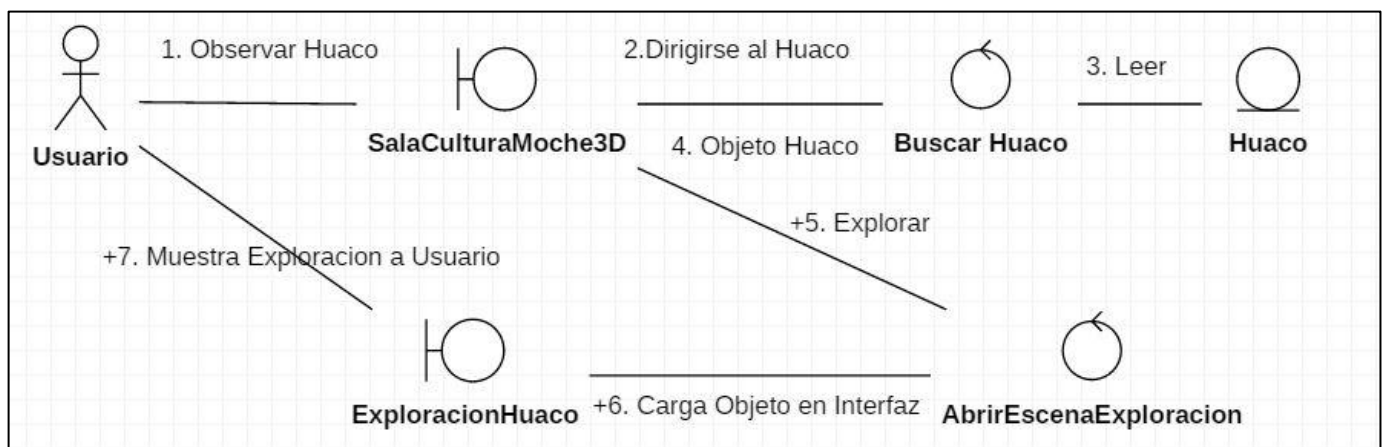 1. Observar Huaco
2.Dirigirse al Huaco
3. Leer
Usuario
SalaCulturaMoche3D
4. Objeto Huaco
Buscar Huaco
Huaco
+5. Explorar
+7. Muestra Exploracion a Usuario
ExploracionHuaco
+6. Carga Objeto en Interfaz
AbrirEscenaExploracion